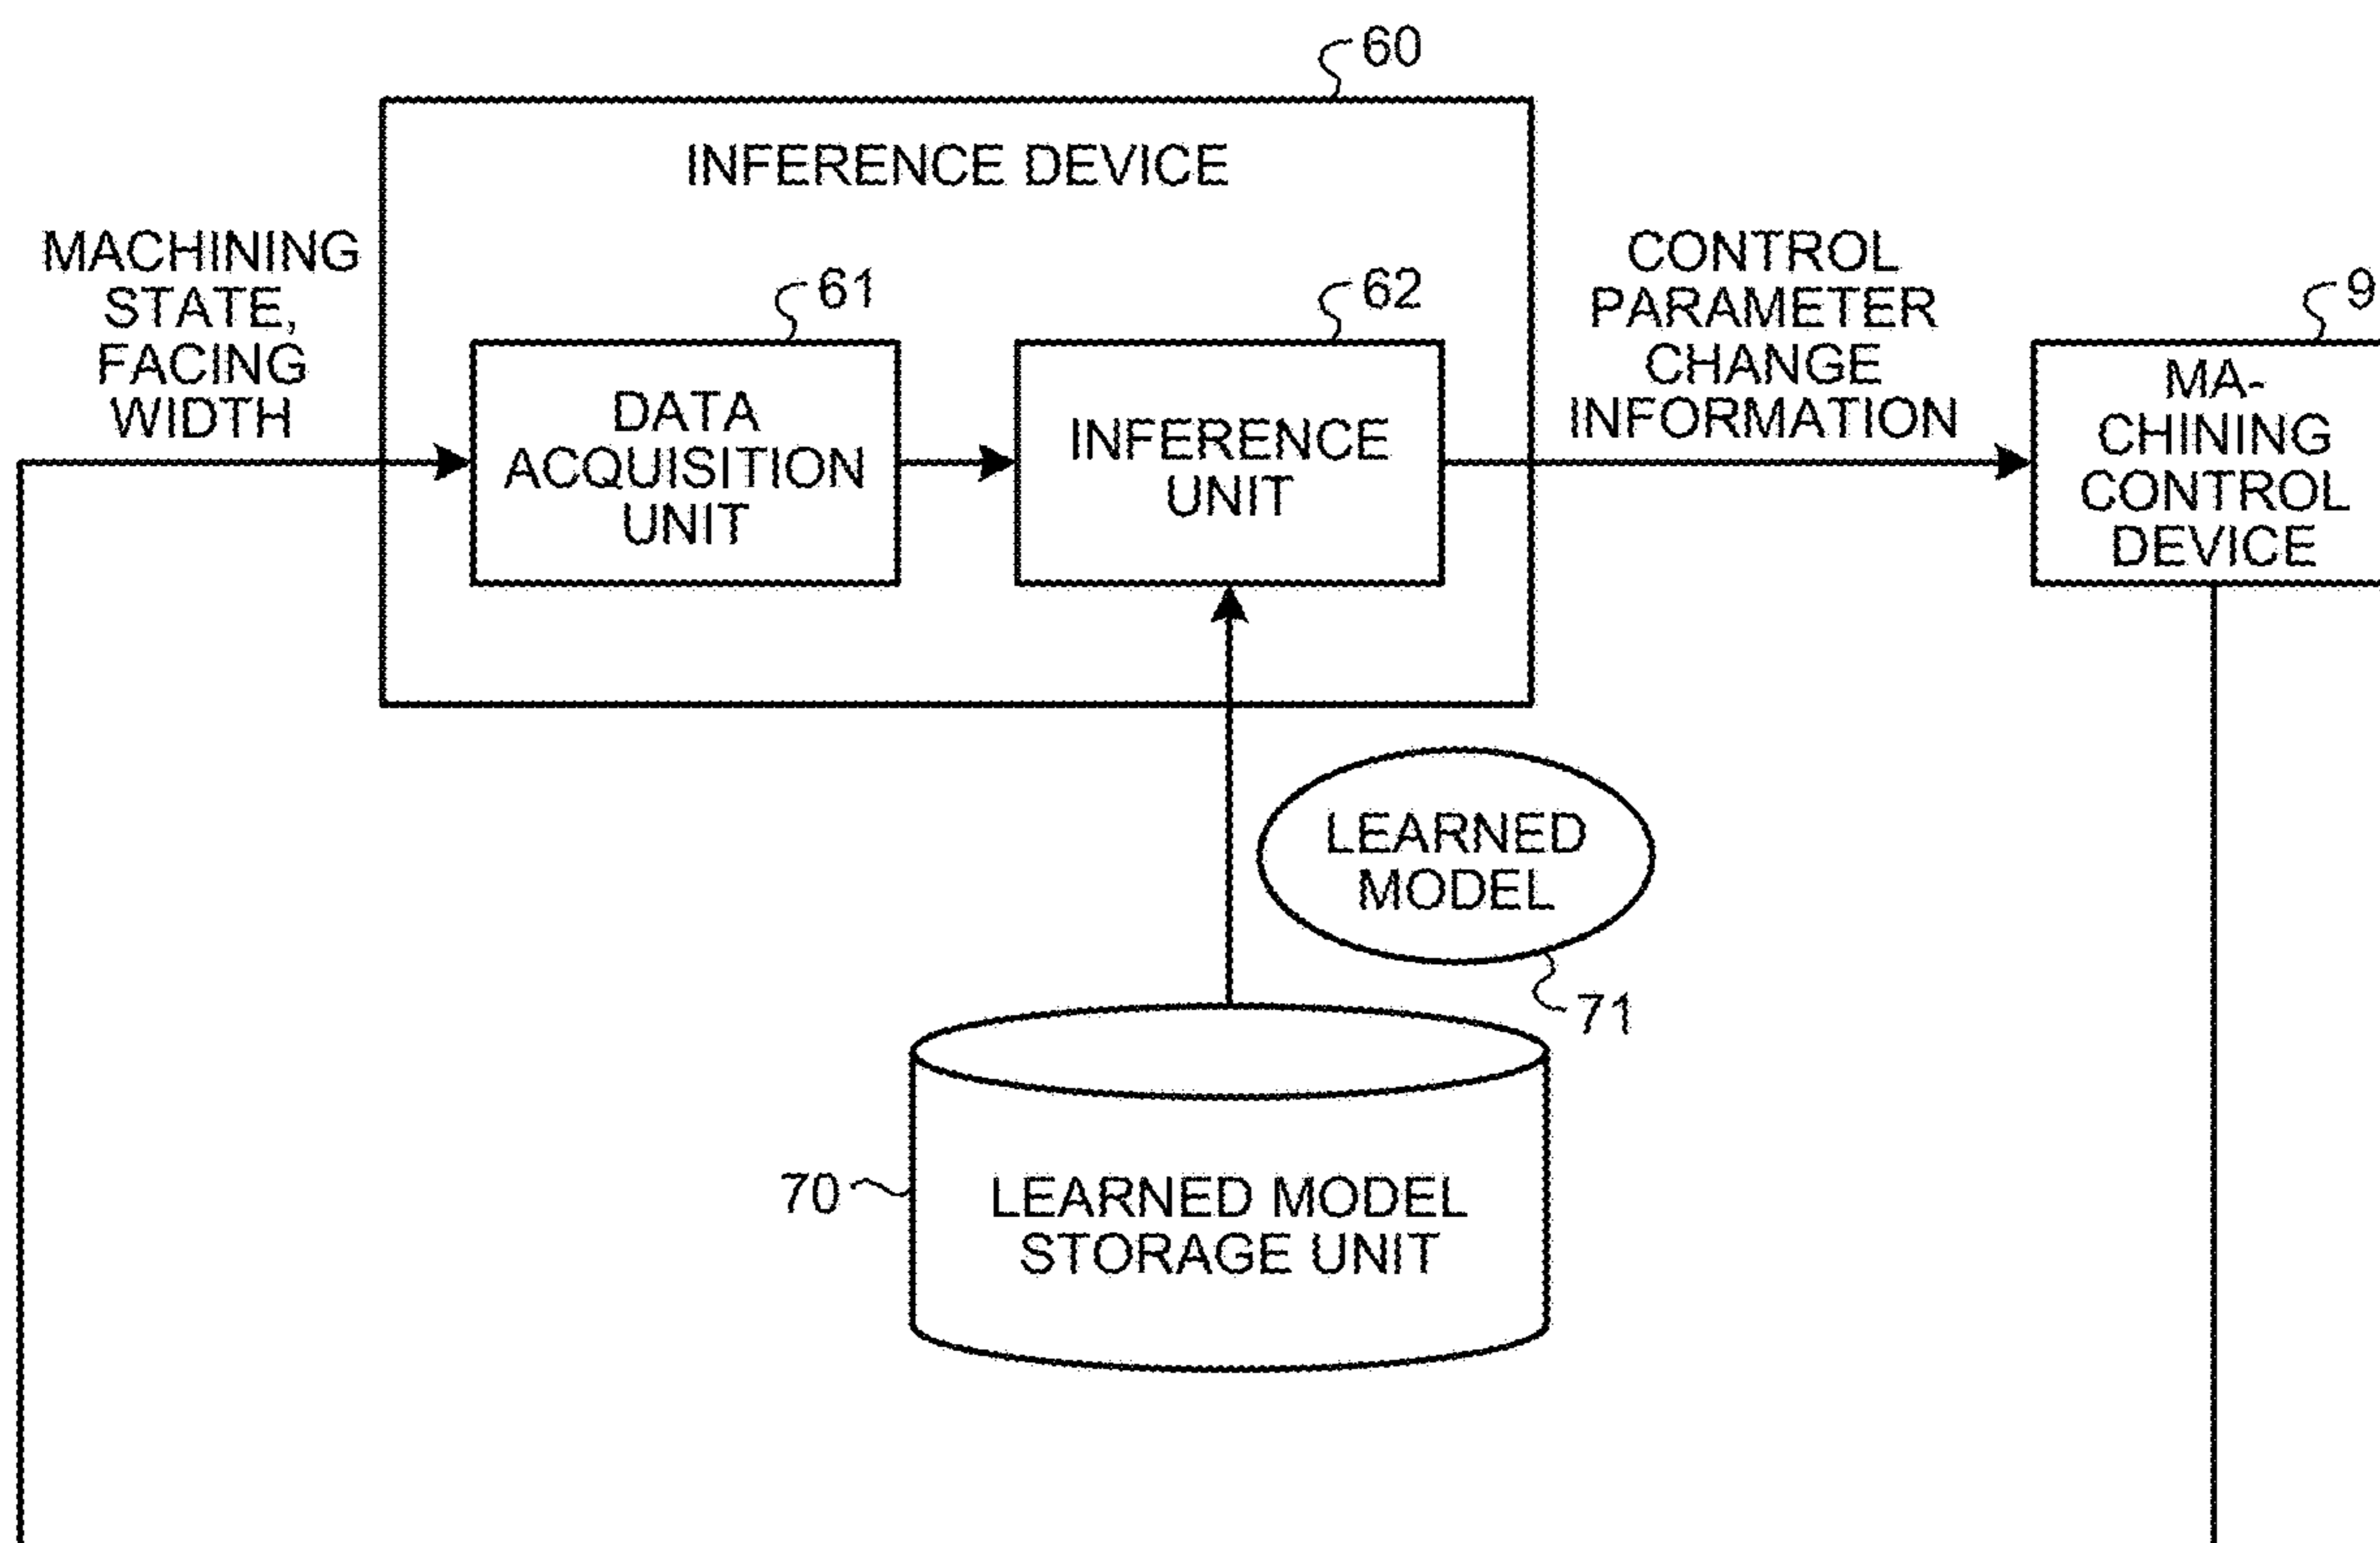 60
INFERENCE DEVICE
MACHINING
STATE,
FACING
WIDTH
61
DATA
ACQUISITION
UNIT
62
INFERENCE
UNIT
CONTROL
PARAMETER
CHANGE
INFORMATION
9
MA-
CHINING
CONTROL
DEVICE
LEARNED
MODEL
71
70
LEARNED MODEL
STORAGE UNIT